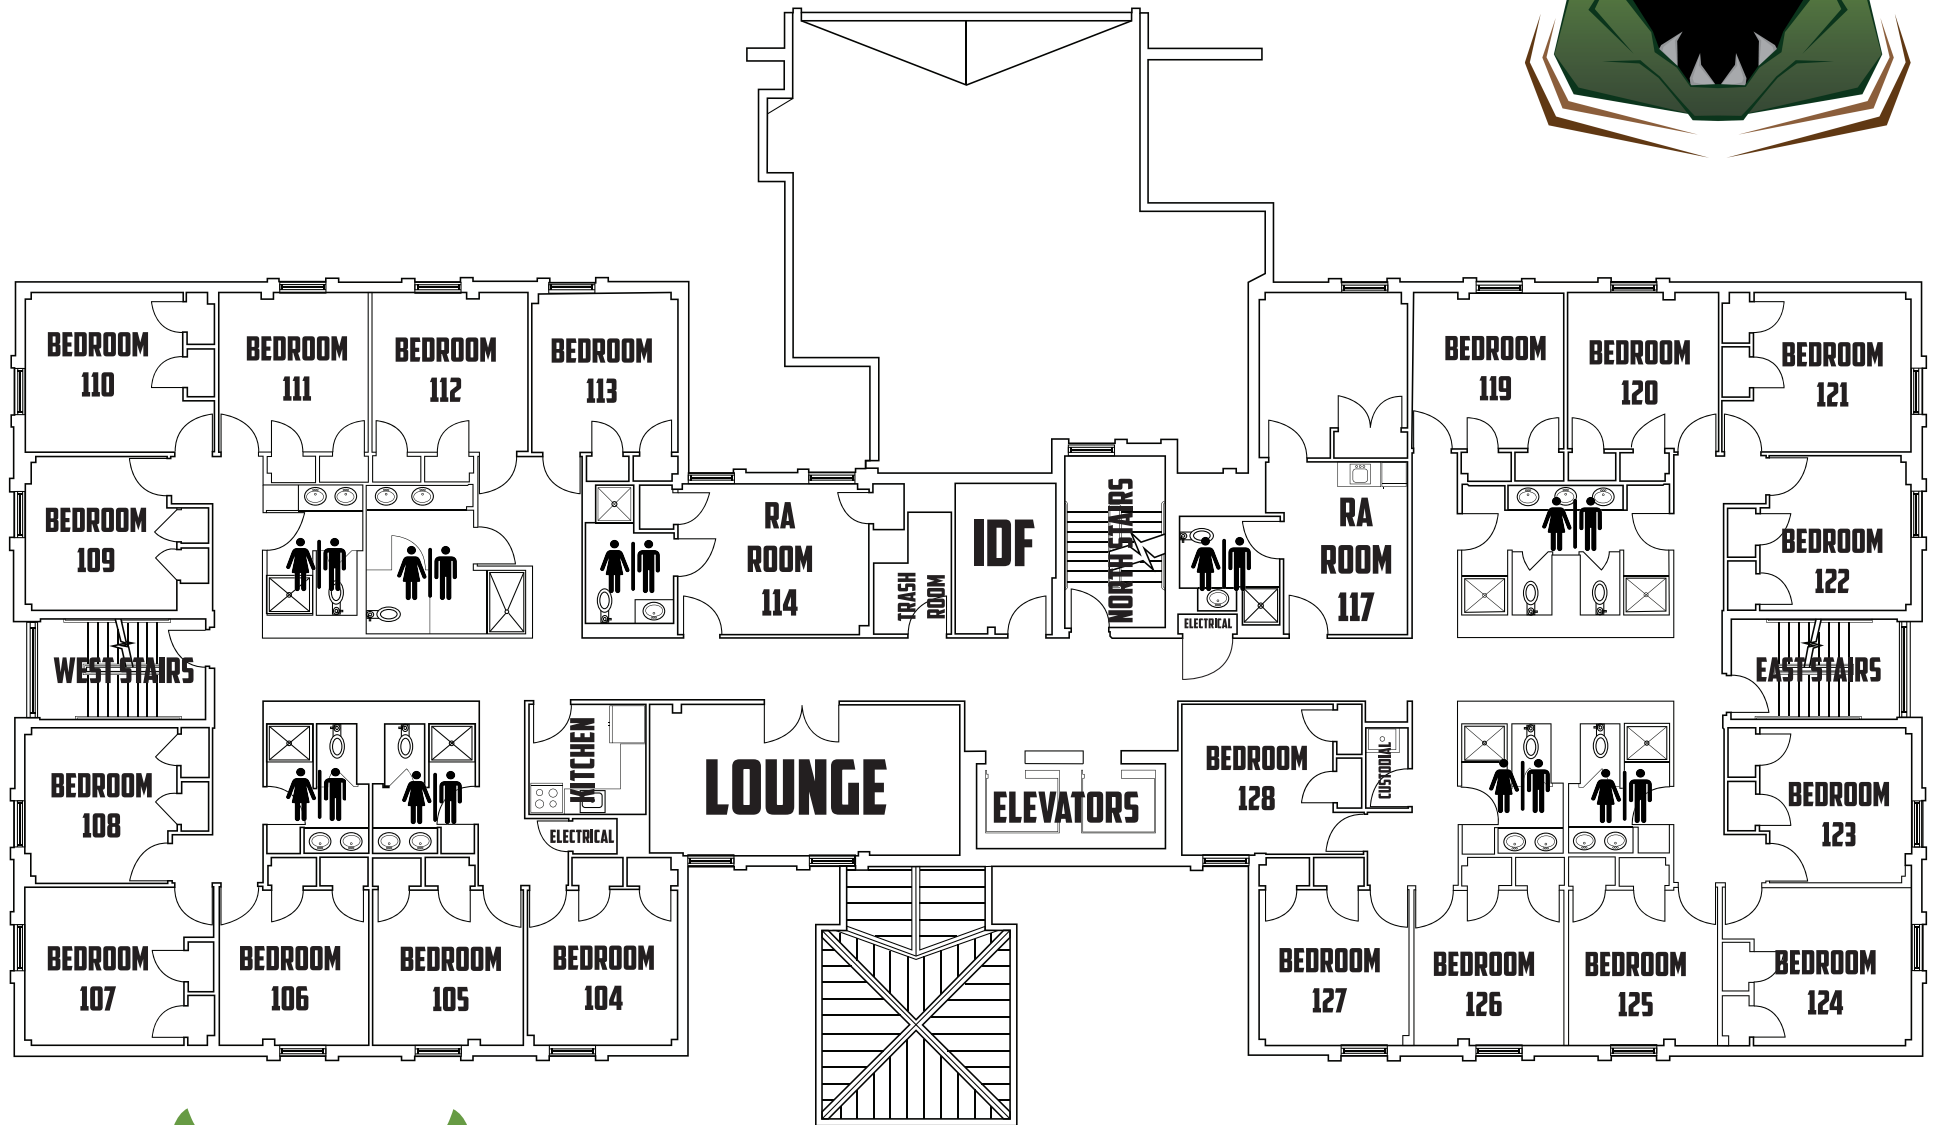 BEDROOM
110
BEDROOM
111
BEDROOM
112
BEDROOM
113
BEDROOM
119
BEDROOM
120
BEDROOM
121
BEDROOM
109
RA
ROOM
114
TRASH
ROOM
IDF
NORTH STAIRS
ELECTRICAL
RA
ROOM
117
BEDROOM
122
WEST STAIRS
EAST STAIRS
BEDROOM
108
KITCHEN
ELECTRICAL
LOUNGE
ELEVATORS
BEDROOM
128
CUSTODIAL
BEDROOM
123
BEDROOM
107
BEDROOM
106
BEDROOM
105
BEDROOM
104
BEDROOM
127
BEDROOM
126
BEDROOM
125
BEDROOM
124